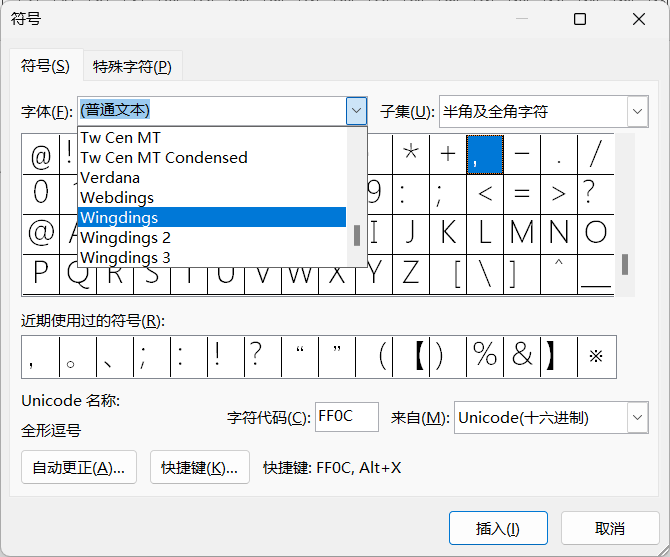 符号
符号(S) 特殊字符(P)
字体(F): (普通文本) 子集(U): 半角及全角字符
Tw Cen MT
Tw Cen MT Condensed
Verdana
Webdings
Wingdings
Wingdings 2
Wingdings 3
@ ! * + , - . /
0 9 : ; < = > ?
@ A I J K L M N O
P Q R S T U V W X Y Z [ \ ] ^ _
近期使用过的符号(R):
, 。 、 ; : ! ? “ ” ( 【 ) % & 】 ※
Unicode 名称:
全形逗号
字符代码(C): FF0C 来自(M): Unicode(十六进制)
自动更正(A)... 快捷键(K)... 快捷键: FF0C, Alt+X
插入(I) 取消